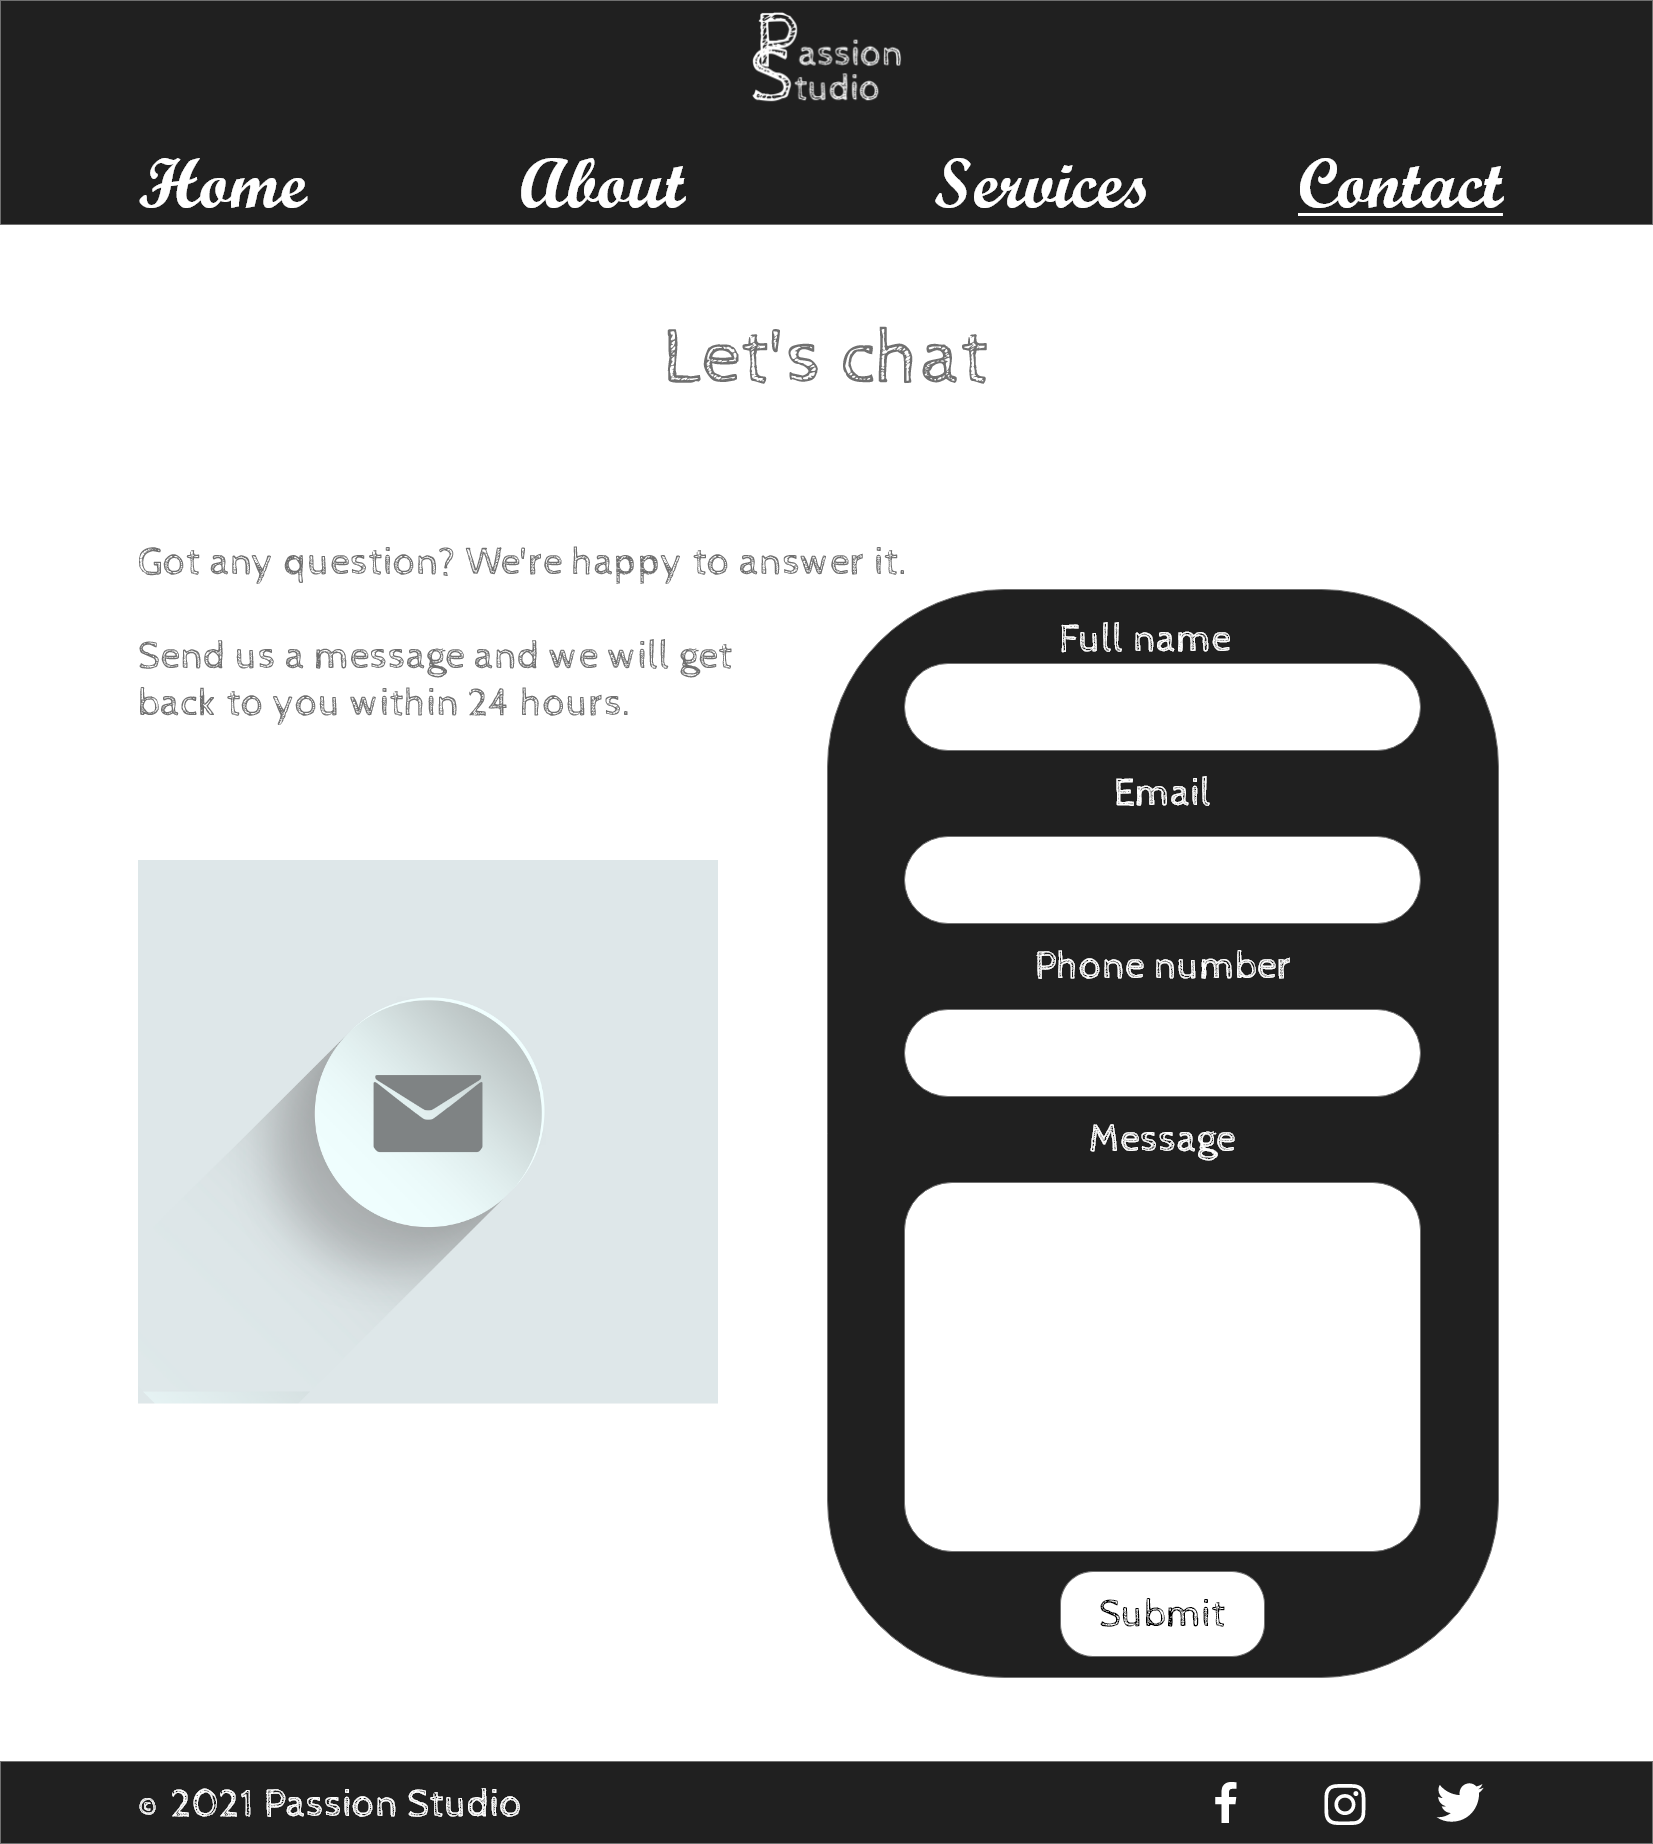 Passion
Studio
Home
About
Services
Contact
Let's chat
Got any question? We're happy to answer it.
Send us a message and we will get
back to you within 24 hours.
Full name
Email
Phone number
Message
Submit
© 2021 Passion Studio